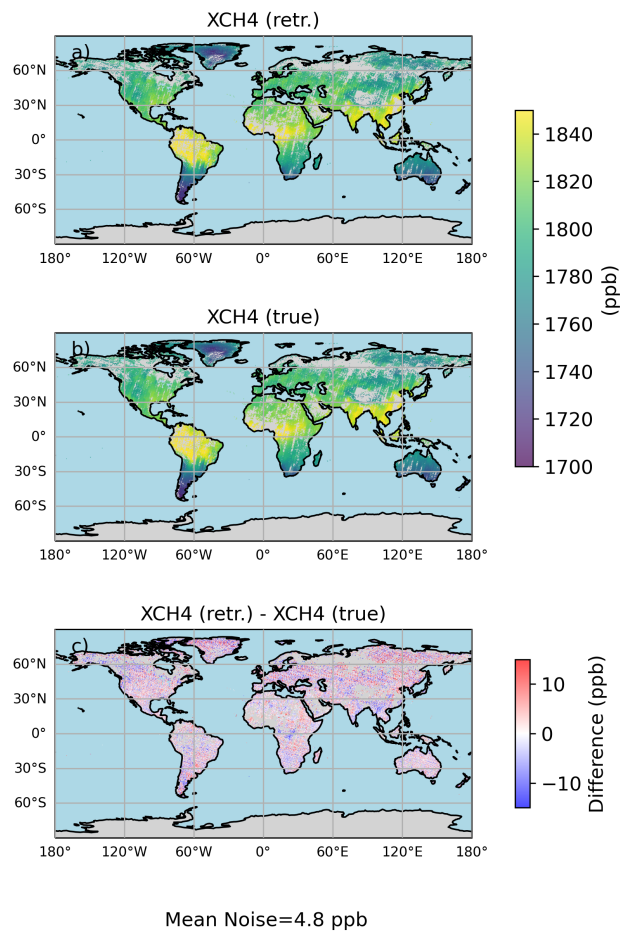 XCH4 (retr.)
a)
60°N
30°N
0°
30°S
60°S
180° 120°W 60°W 0° 60°E 120°E 180°
XCH4 (true)
b)
60°N
30°N
0°
30°S
60°S
180° 120°W 60°W 0° 60°E 120°E 180°
1840
1820
1800
1780
1760
1740
1720
1700
(ppb)
XCH4 (retr.) - XCH4 (true)
c)
60°N
30°N
0°
30°S
60°S
180° 120°W 60°W 0° 60°E 120°E 180°
10
0
−10
Difference (ppb)
Mean Noise=4.8 ppb